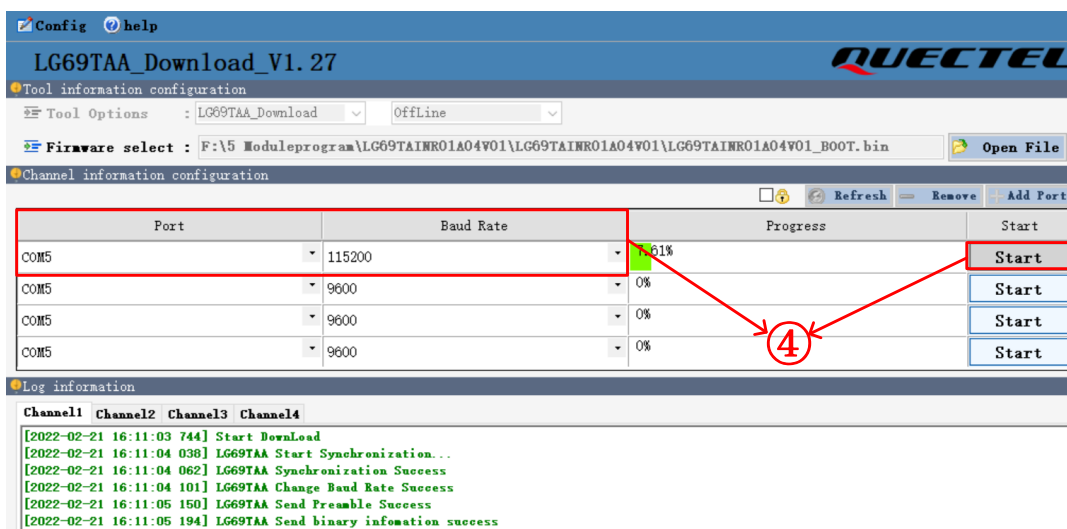 Config help
LG69TAA_Download_V1.27
QUECTEL
Tool information configuration
Tool Options : LG69TAA_Download OffLine
Firmware select : F:\5 Moduleprogram\LG69TAINR01A04V01\LG69TAINR01A04V01\LG69TAINR01A04V01_BOOT.bin Open File
Channel information configuration
Refresh Remove Add Port
Port Baud Rate Progress Start
COM5 115200 7.61% Start
COM5 9600 0% Start
COM5 9600 0% Start
COM5 9600 0% Start
④
Log information
Channel1 Channel2 Channel3 Channel4
[2022-02-21 16:11:03 744] Start DownLoad
[2022-02-21 16:11:04 038] LG69TAA Start Synchronization...
[2022-02-21 16:11:04 062] LG69TAA Synchronization Success
[2022-02-21 16:11:04 101] LG69TAA Change Baud Rate Success
[2022-02-21 16:11:05 150] LG69TAA Send Preamble Success
[2022-02-21 16:11:05 194] LG69TAA Send binary infomation success